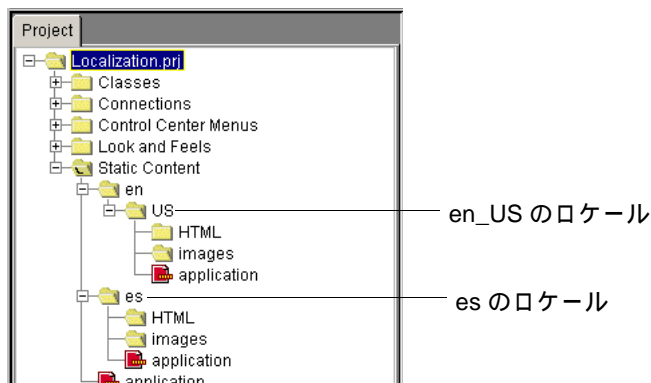 Project
Localization.prj
Classes
Connections
Control Center Menus
Look and Feels
Static Content
en
US
en_US のロケール
HTML
images
application
es
es のロケール
HTML
images
application
application